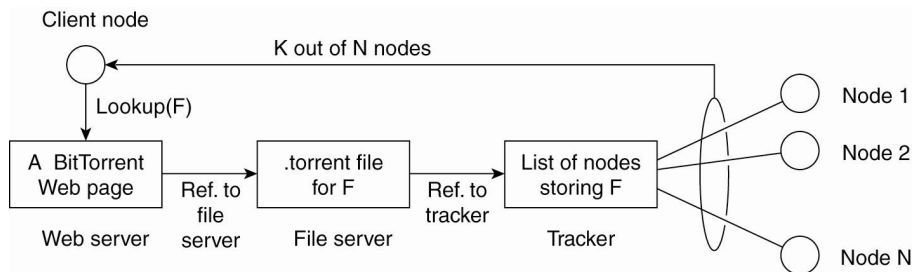 Client node
K out of N nodes
Lookup(F)
A BitTorrent
Web page
Ref. to
file
server
.torrent file
for F
Ref. to
tracker
List of nodes
storing F
Web server
File server
Tracker
Node 1
Node 2
Node N